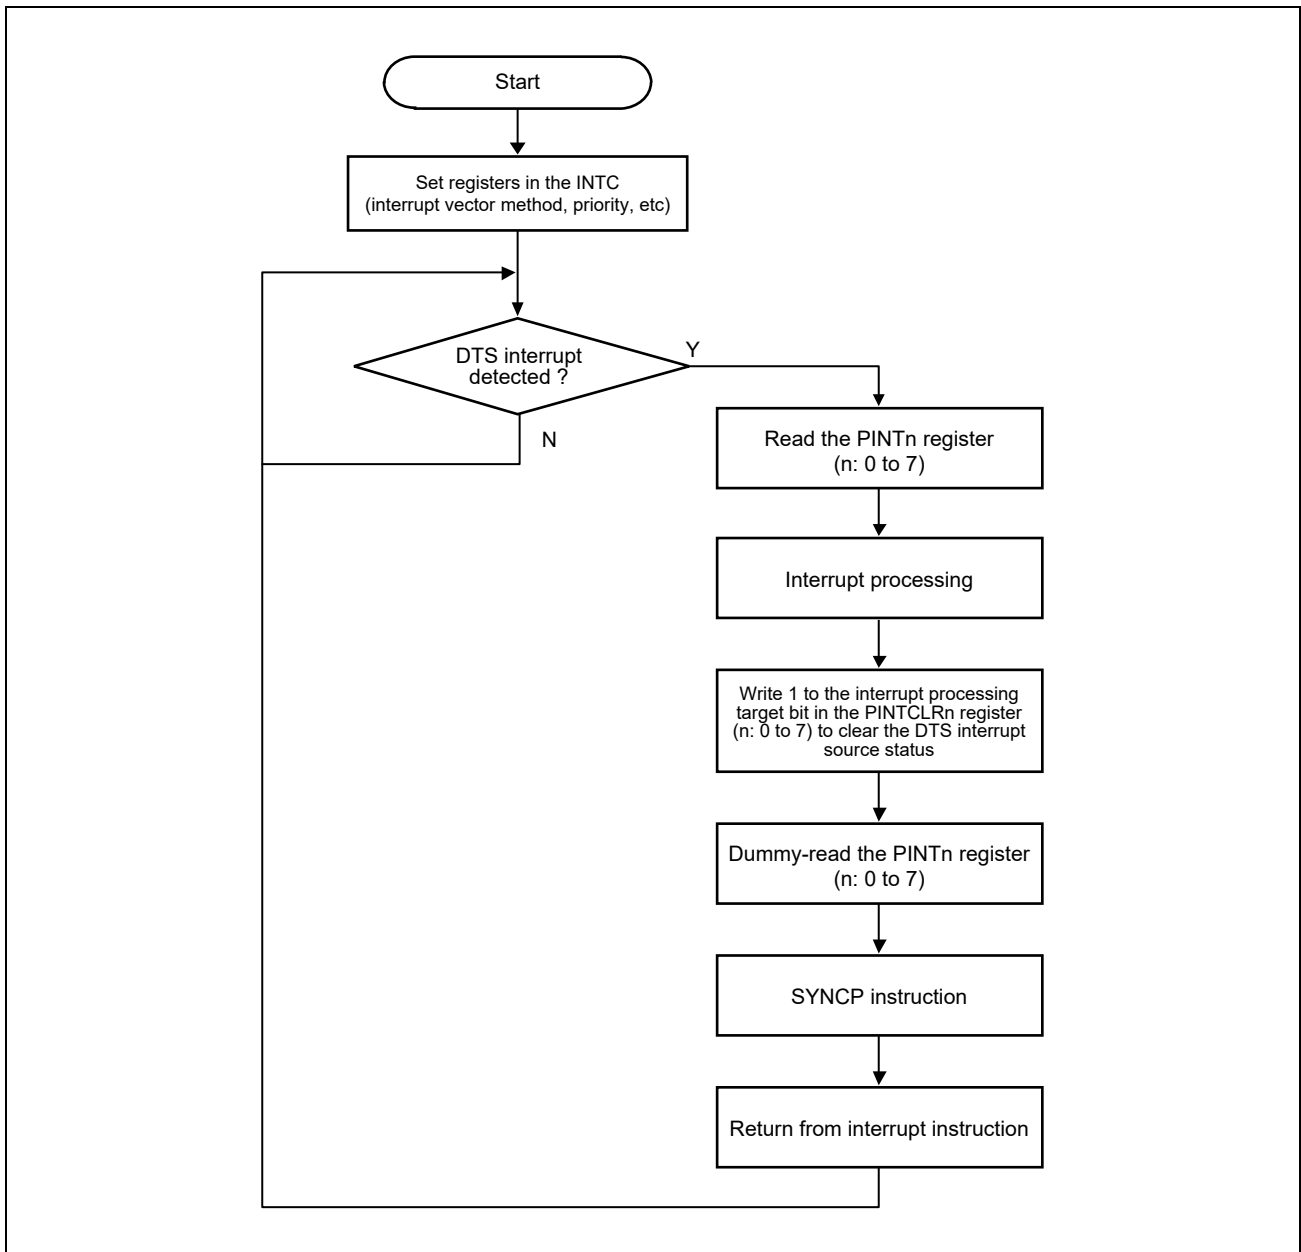 Start
Set registers in the INTC
(interrupt vector method, priority, etc)
DTS interrupt
detected ?
Y
N
Read the PINTn register
(n: 0 to 7)
Interrupt processing
Write 1 to the interrupt processing
target bit in the PINTCLRn register
(n: 0 to 7) to clear the DTS interrupt
source status
Dummy-read the PINTn register
(n: 0 to 7)
SYNCP instruction
Return from interrupt instruction